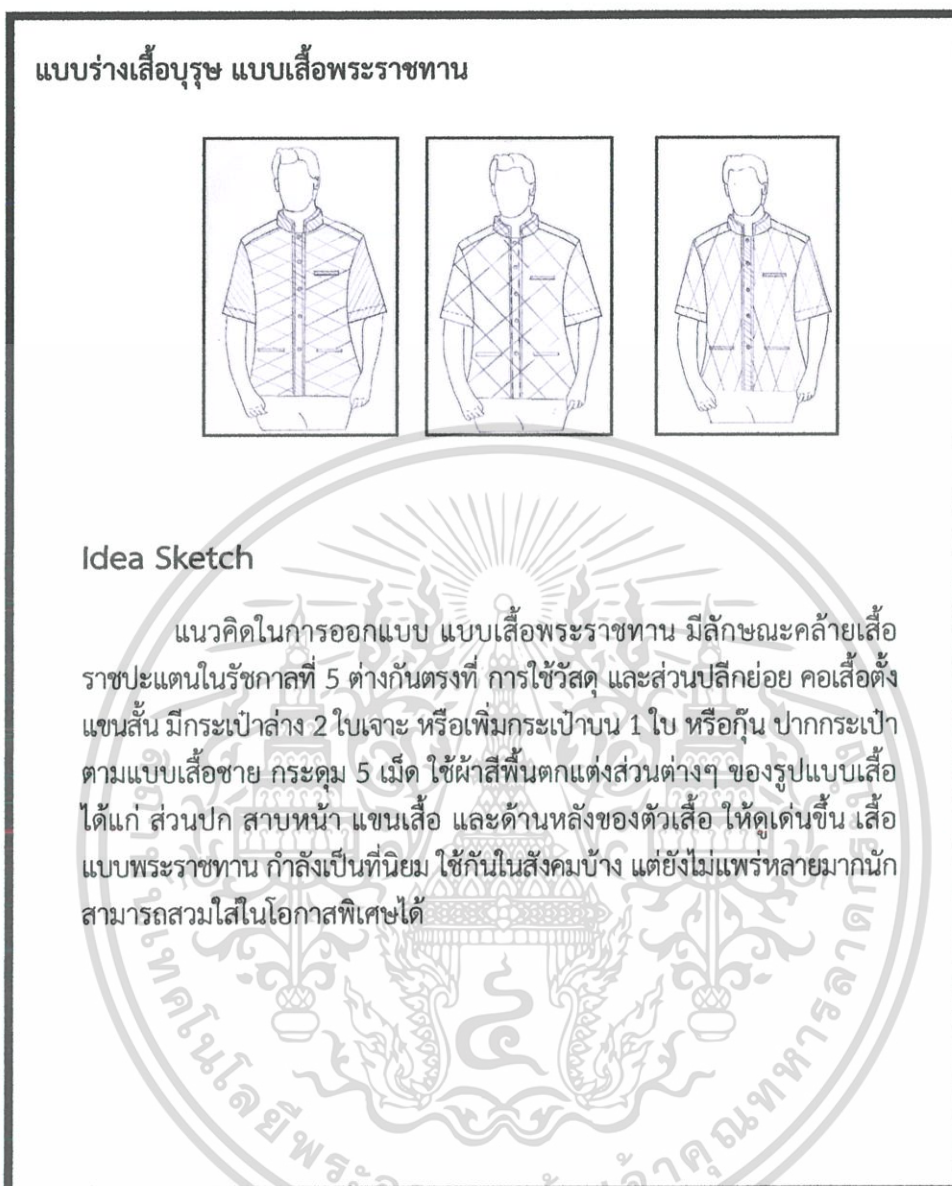 แบบร่างเสื้อบุรุษ แบบเสื้อพระราชทาน
Idea Sketch
แนวคิดในการออกแบบ แบบเสื้อพระราชทาน มีลักษณะคล้ายเสื้อ
ราชปะแตนในรัชกาลที่ 5 ต่างกันตรงที่ การใช้วัสดุ และส่วนปลีกย่อย คอเสื้อตั้ง
แขนสั้น มีกระเป๋าล่าง 2 ใบเจาะ หรือเพิ่มกระเป๋าบน 1 ใบ หรือกุ๊น ปากกระเป๋า
ตามแบบเสื้อชาย กระดุม 5 เม็ด ใช้ผ้าสีพื้นตกแต่งส่วนต่างๆ ของรูปแบบเสื้อ
ได้แก่ ส่วนปก สาบหน้า แขนเสื้อ และด้านหลังของตัวเสื้อ ให้ดูเด่นขึ้น เสื้อ
แบบพระราชทาน กำลังเป็นที่นิยม ใช้กันในสังคมบ้าง แต่ยังไม่แพร่หลายมากนัก
สามารถสวมใส่ในโอกาสพิเศษได้